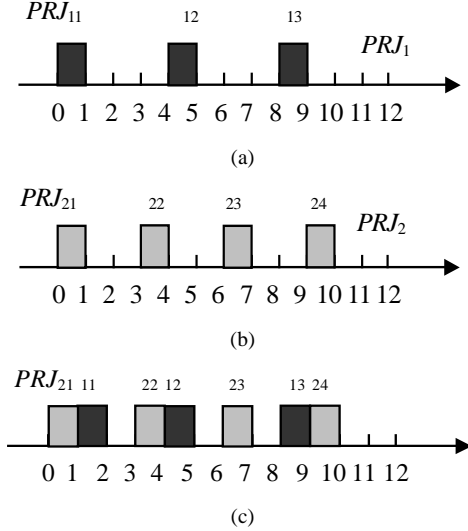 PRJ11 12 13
PRJ1
0 1 2 3 4 5 6 7 8 9 10 11 12
(a)
PRJ21 22 23 24
PRJ2
0 1 2 3 4 5 6 7 8 9 10 11 12
(b)
PRJ21 11 22 12 23 13 24
0 1 2 3 4 5 6 7 8 9 10 11 12
(c)